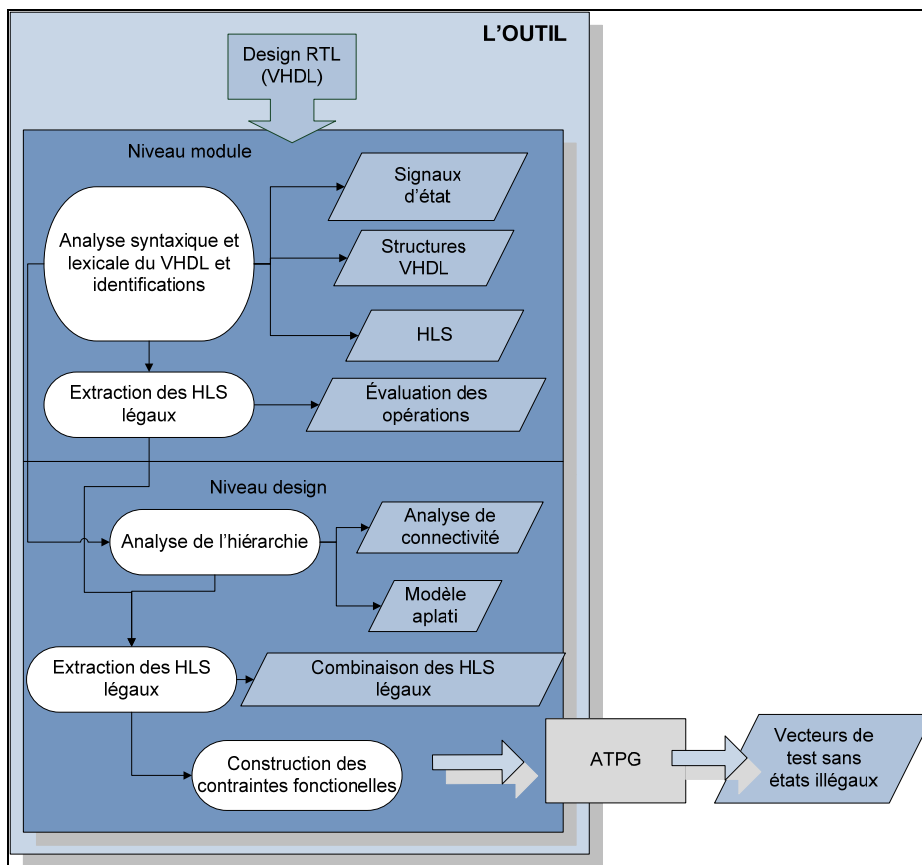 L'OUTIL
Design RTL
(VHDL)
Niveau module
Signaux
d'état
Analyse syntaxique et
lexicale du VHDL et
identifications
Structures
VHDL
HLS
Extraction des HLS
légaux
Évaluation des
opérations
Niveau design
Analyse de l'hiérarchie
Analyse de
connectivité
Modèle
aplati
Extraction des HLS
légaux
Combinaison des HLS
légaux
Construction des
contraintes fonctionelles
ATPG
Vecteurs de
test sans
états illégaux